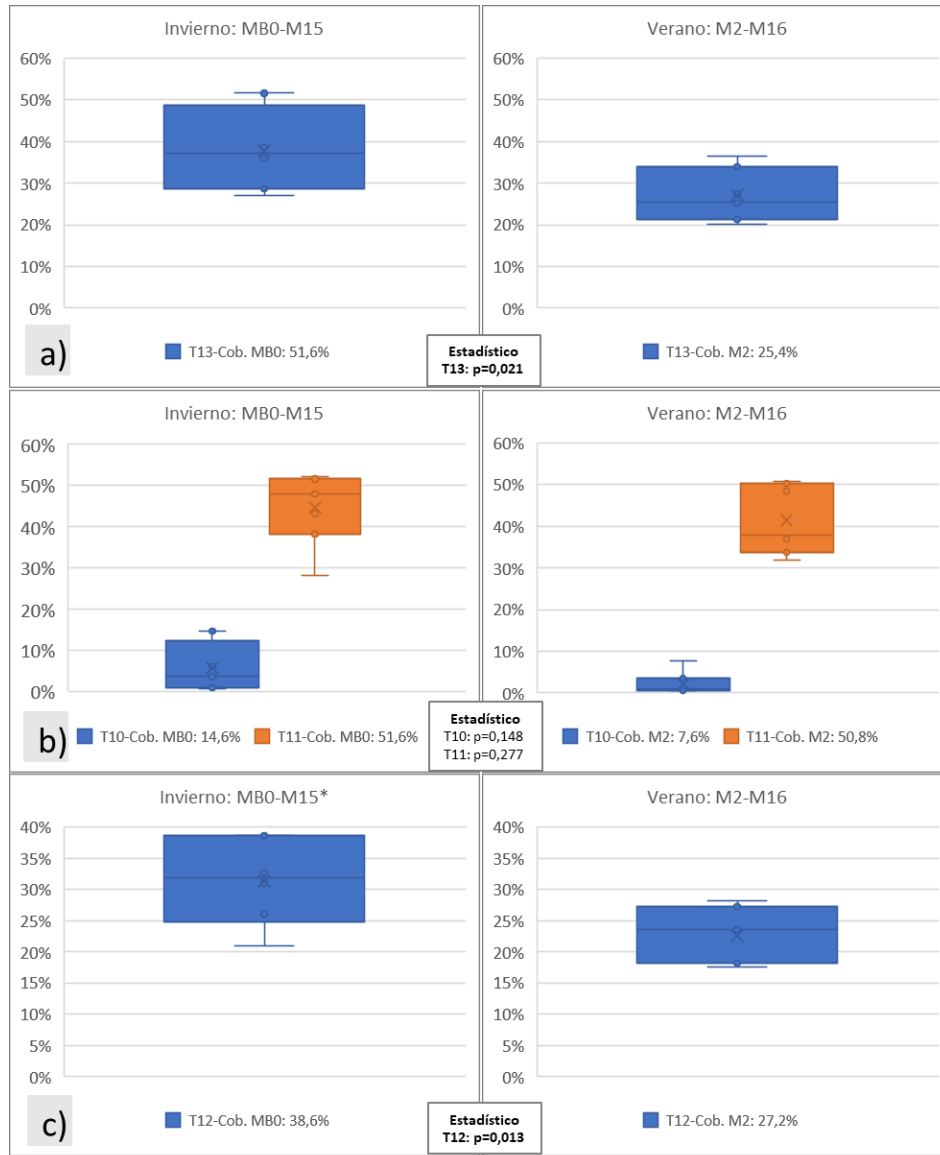 Invierno: MB0-M15
60%
50%
40%
30%
20%
10%
0%
a)
T13-Cob. MB0: 51,6%
Verano: M2-M16
60%
50%
40%
30%
20%
10%
0%
T13-Cob. M2: 25,4%
Estadístico
T13: p=0,021
Invierno: MB0-M15
60%
50%
40%
30%
20%
10%
0%
b)
T10-Cob. MB0: 14,6%
T11-Cob. MB0: 51,6%
Verano: M2-M16
60%
50%
40%
30%
20%
10%
0%
T10-Cob. M2: 7,6%
T11-Cob. M2: 50,8%
Estadístico
T10: p=0,148
T11: p=0,277
Invierno: MB0-M15*
40%
35%
30%
25%
20%
15%
10%
5%
0%
c)
T12-Cob. MB0: 38,6%
Verano: M2-M16
40%
35%
30%
25%
20%
15%
10%
5%
0%
T12-Cob. M2: 27,2%
Estadístico
T12: p=0,013